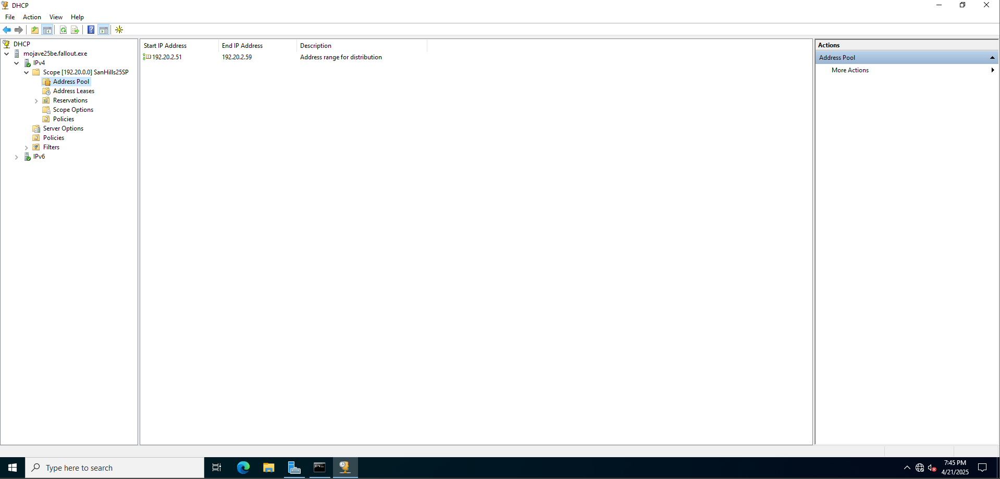 DHCP
File Action View Help
DHCP
mojave25be.fallout.exe
IPv4
Scope [192.20.0.0] SanHills25SP
Address Pool
Address Leases
Reservations
Scope Options
Policies
Server Options
Policies
Filters
IPv6
Start IP Address End IP Address Description
192.20.2.51 192.20.2.59 Address range for distribution
Actions
Address Pool
More Actions
Type here to search
7:45 PM
4/21/2025